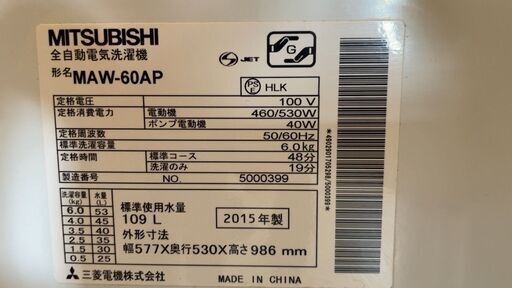 MITSUBISHI
全自動電気洗濯機
形名 MAW-60AP
S JET
G
PS E HLK
定格電圧 100 V
定格消費電力 電動機 460/530W
ポンプ電動機 40W
定格周波数 50/60Hz
標準洗濯容量 6.0kg
定格時間 標準コース 48分
洗濯のみ 19分
製造番号 NO. 5000399
洗濯容量(kg) 水量(L)
6.0 53
4.0 45
3.5 40
2.5 35
1.5 30
0.5 25
標準使用水量
109 L
2015年製
外形寸法
幅577X奥行530X高さ986 mm
三菱電機株式会社
MADE IN CHINA
*4902901705298/5000399*